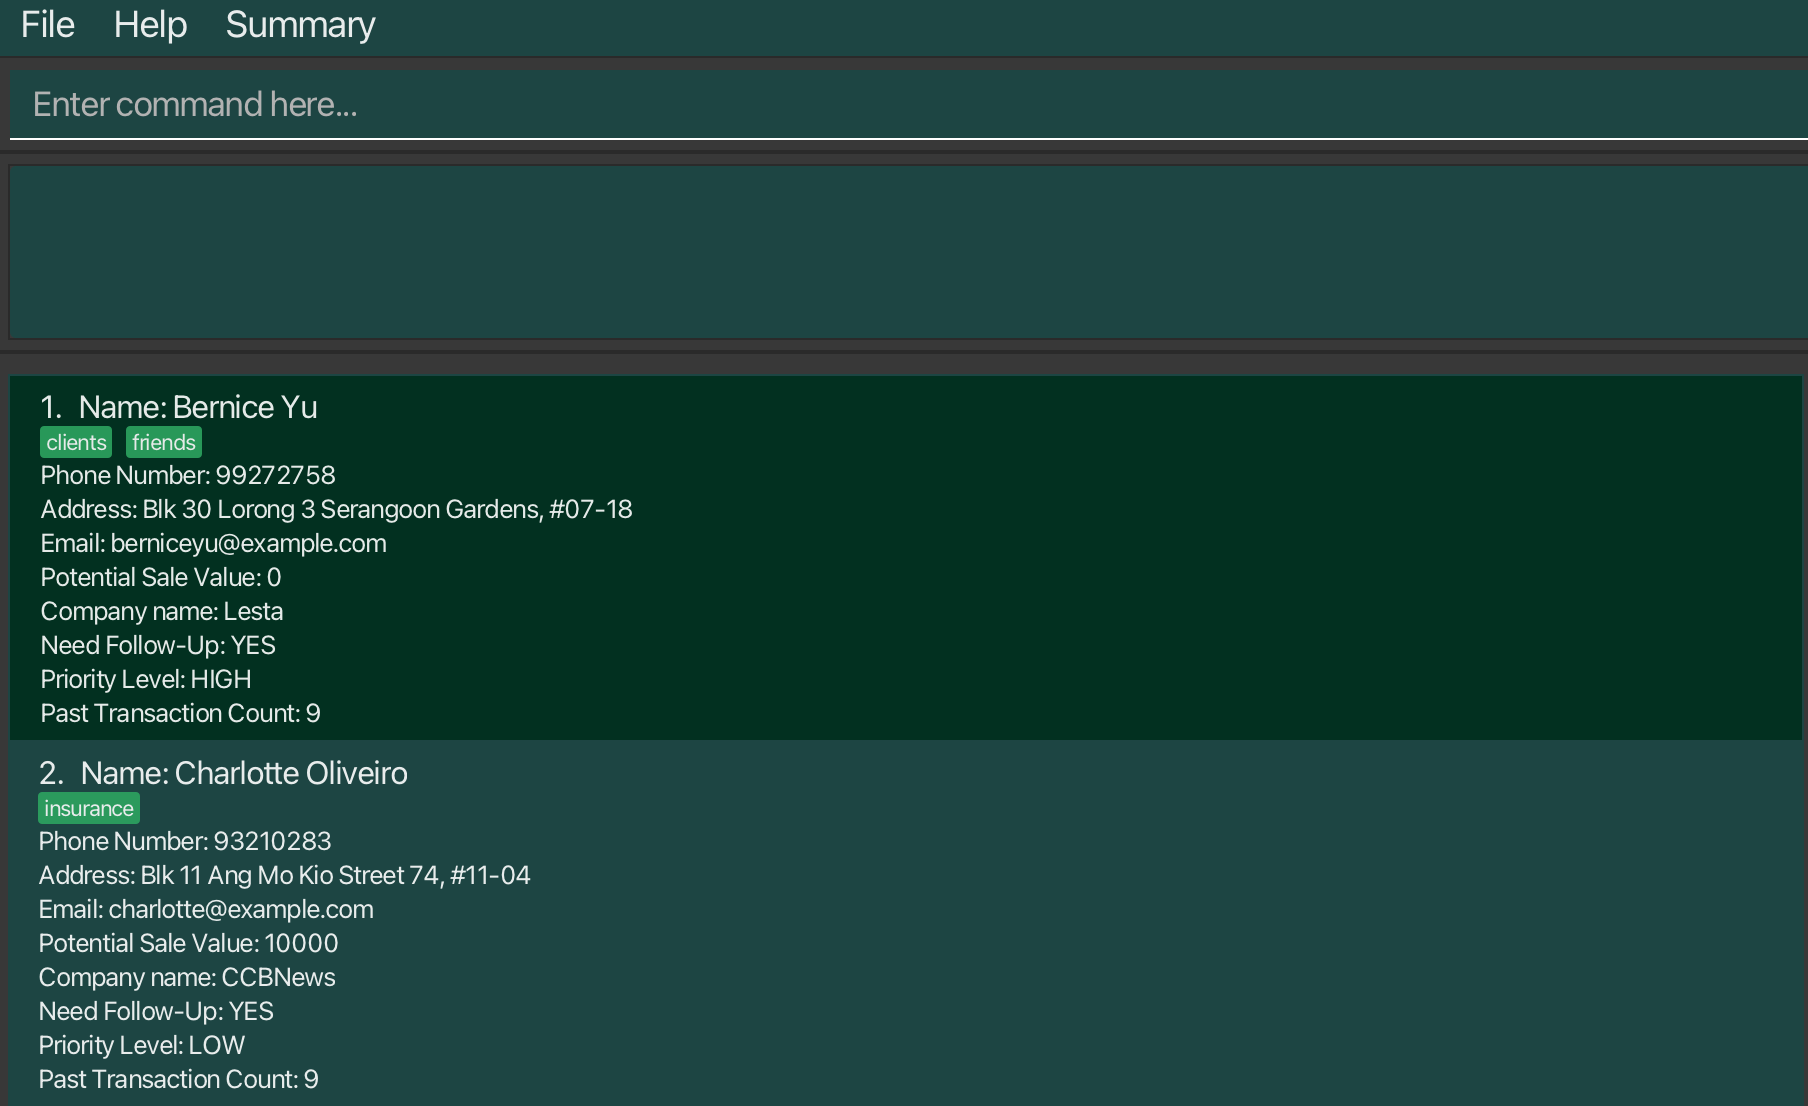 File Help Summary
Enter command here...
1. Name: Bernice Yu
clients friends
Phone Number: 99272758
Address: Blk 30 Lorong 3 Serangoon Gardens, #07-18
Email: berniceyu@example.com
Potential Sale Value: 0
Company name: Lesta
Need Follow-Up: YES
Priority Level: HIGH
Past Transaction Count: 9
2. Name: Charlotte Oliveiro
insurance
Phone Number: 93210283
Address: Blk 11 Ang Mo Kio Street 74, #11-04
Email: charlotte@example.com
Potential Sale Value: 10000
Company name: CCBNews
Need Follow-Up: YES
Priority Level: LOW
Past Transaction Count: 9